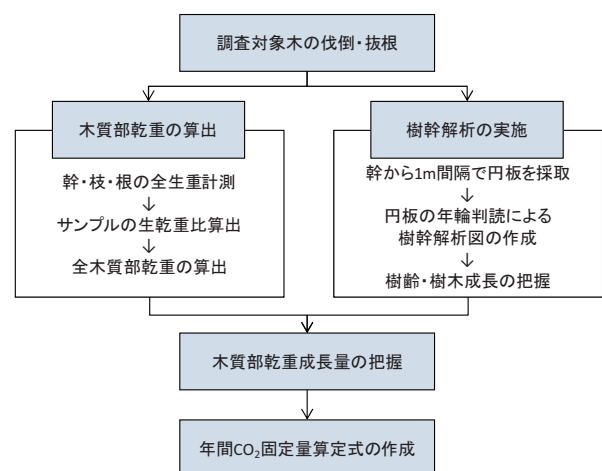 調査対象木の伐倒・抜根
木質部乾重の算出
幹・枝・根の全生重計測
↓
サンプルの生乾重比算出
↓
全木質部乾重の算出
樹幹解析の実施
幹から1m間隔で円板を採取
↓
円板の年輪判読による
樹幹解析図の作成
↓
樹齢・樹木成長の把握
木質部乾重成長量の把握
年間CO₂固定量算定式の作成